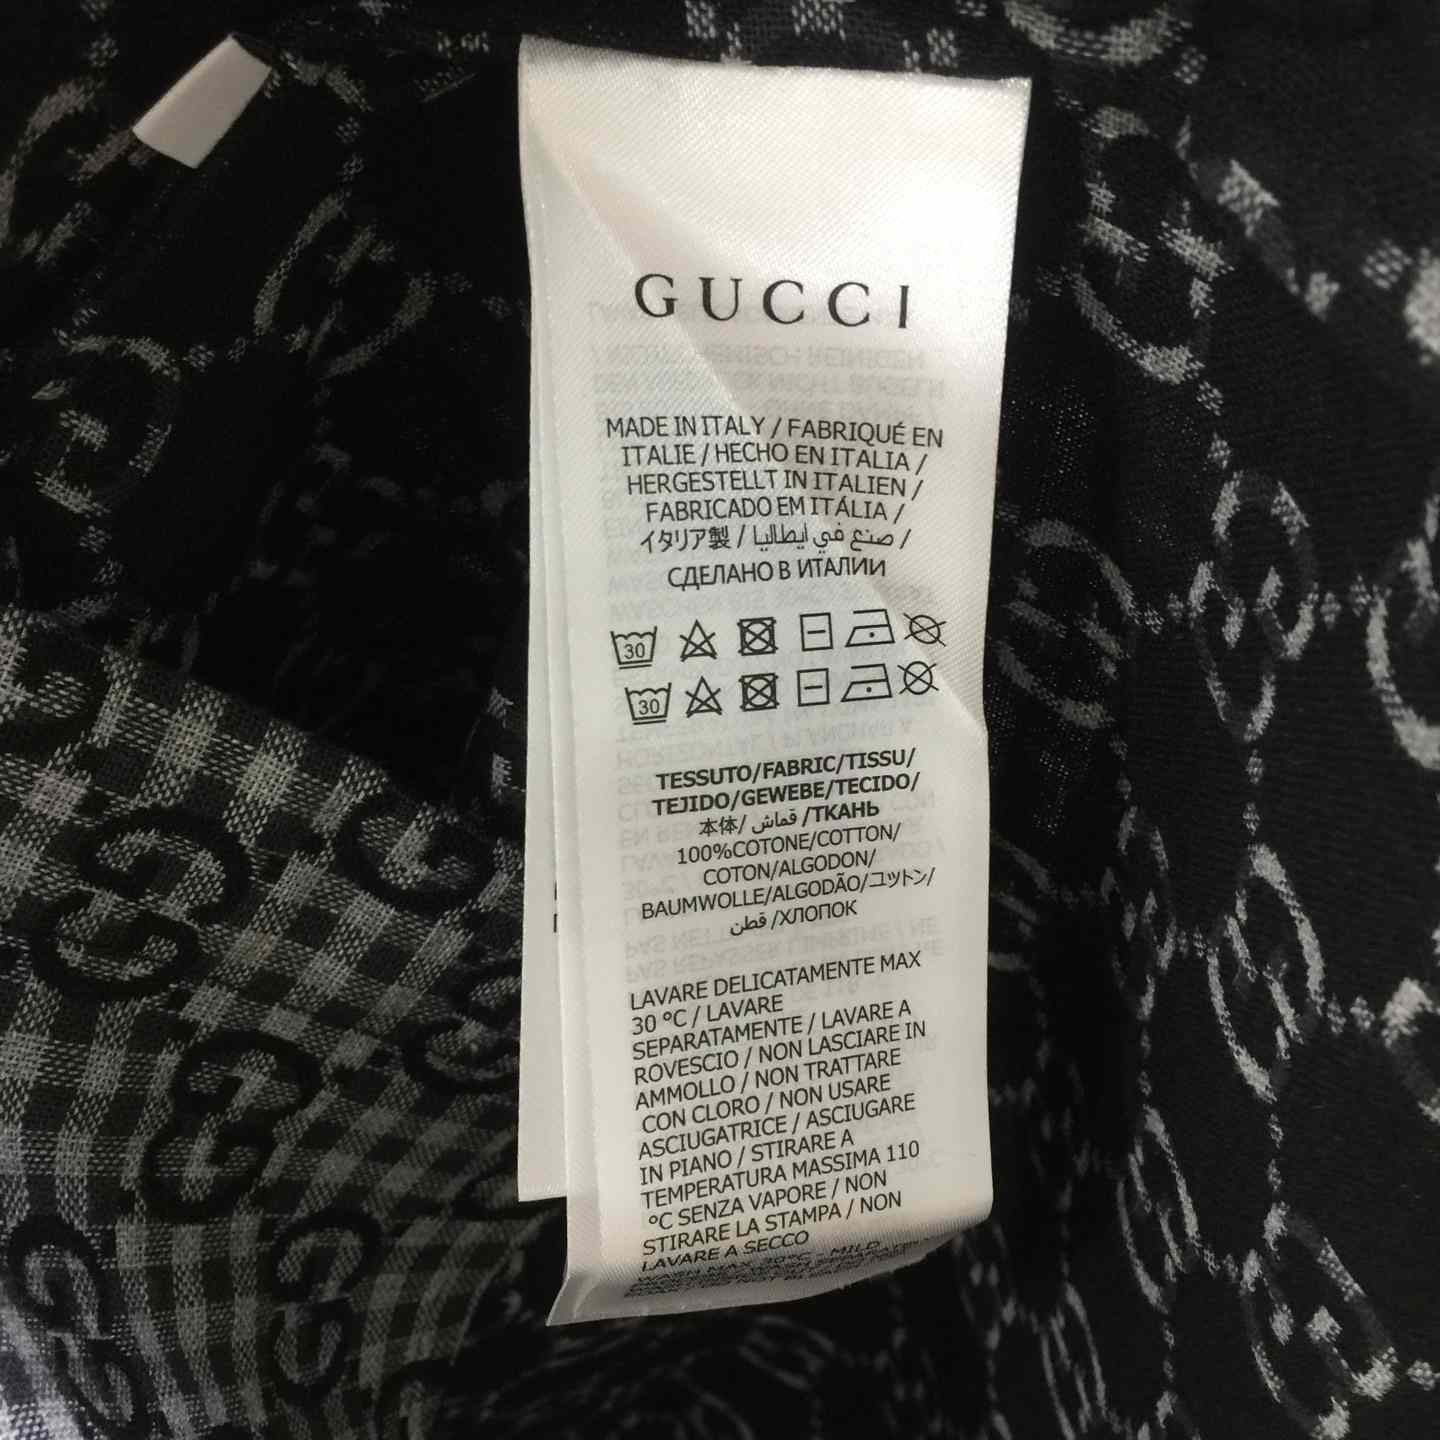 GUCCI
MADE IN ITALY / FABRIQUÉ EN
ITALIE / HECHO EN ITALIA /
HERGESTELLT IN ITALIEN /
FABRICADO EM ITÁLIA /
イタリア製 / صنع في إيطاليا /
СДЕЛАНО В ИТАЛИИ
30
30
TESSUTO/FABRIC/TISSU/
TEJIDO/GEWEBE/TECIDO/
本体/ قماش /ТКАНЬ
100%COTONE/COTTON/
COTON/ALGODON/
BAUMWOLLE/ALGODÃO/コットン/
قطن /ХЛОПОК
LAVARE DELICATAMENTE MAX
30 °C / LAVARE
SEPARATAMENTE / LAVARE A
ROVESCIO / NON LASCIARE IN
AMMOLLO / NON TRATTARE
CON CLORO / NON USARE
ASCIUGATRICE / ASCIUGARE
IN PIANO / STIRARE A
TEMPERATURA MASSIMA 110
°C SENZA VAPORE / NON
STIRARE LA STAMPA / NON
LAVARE A SECCO
WASH MAX 30°C - MILD